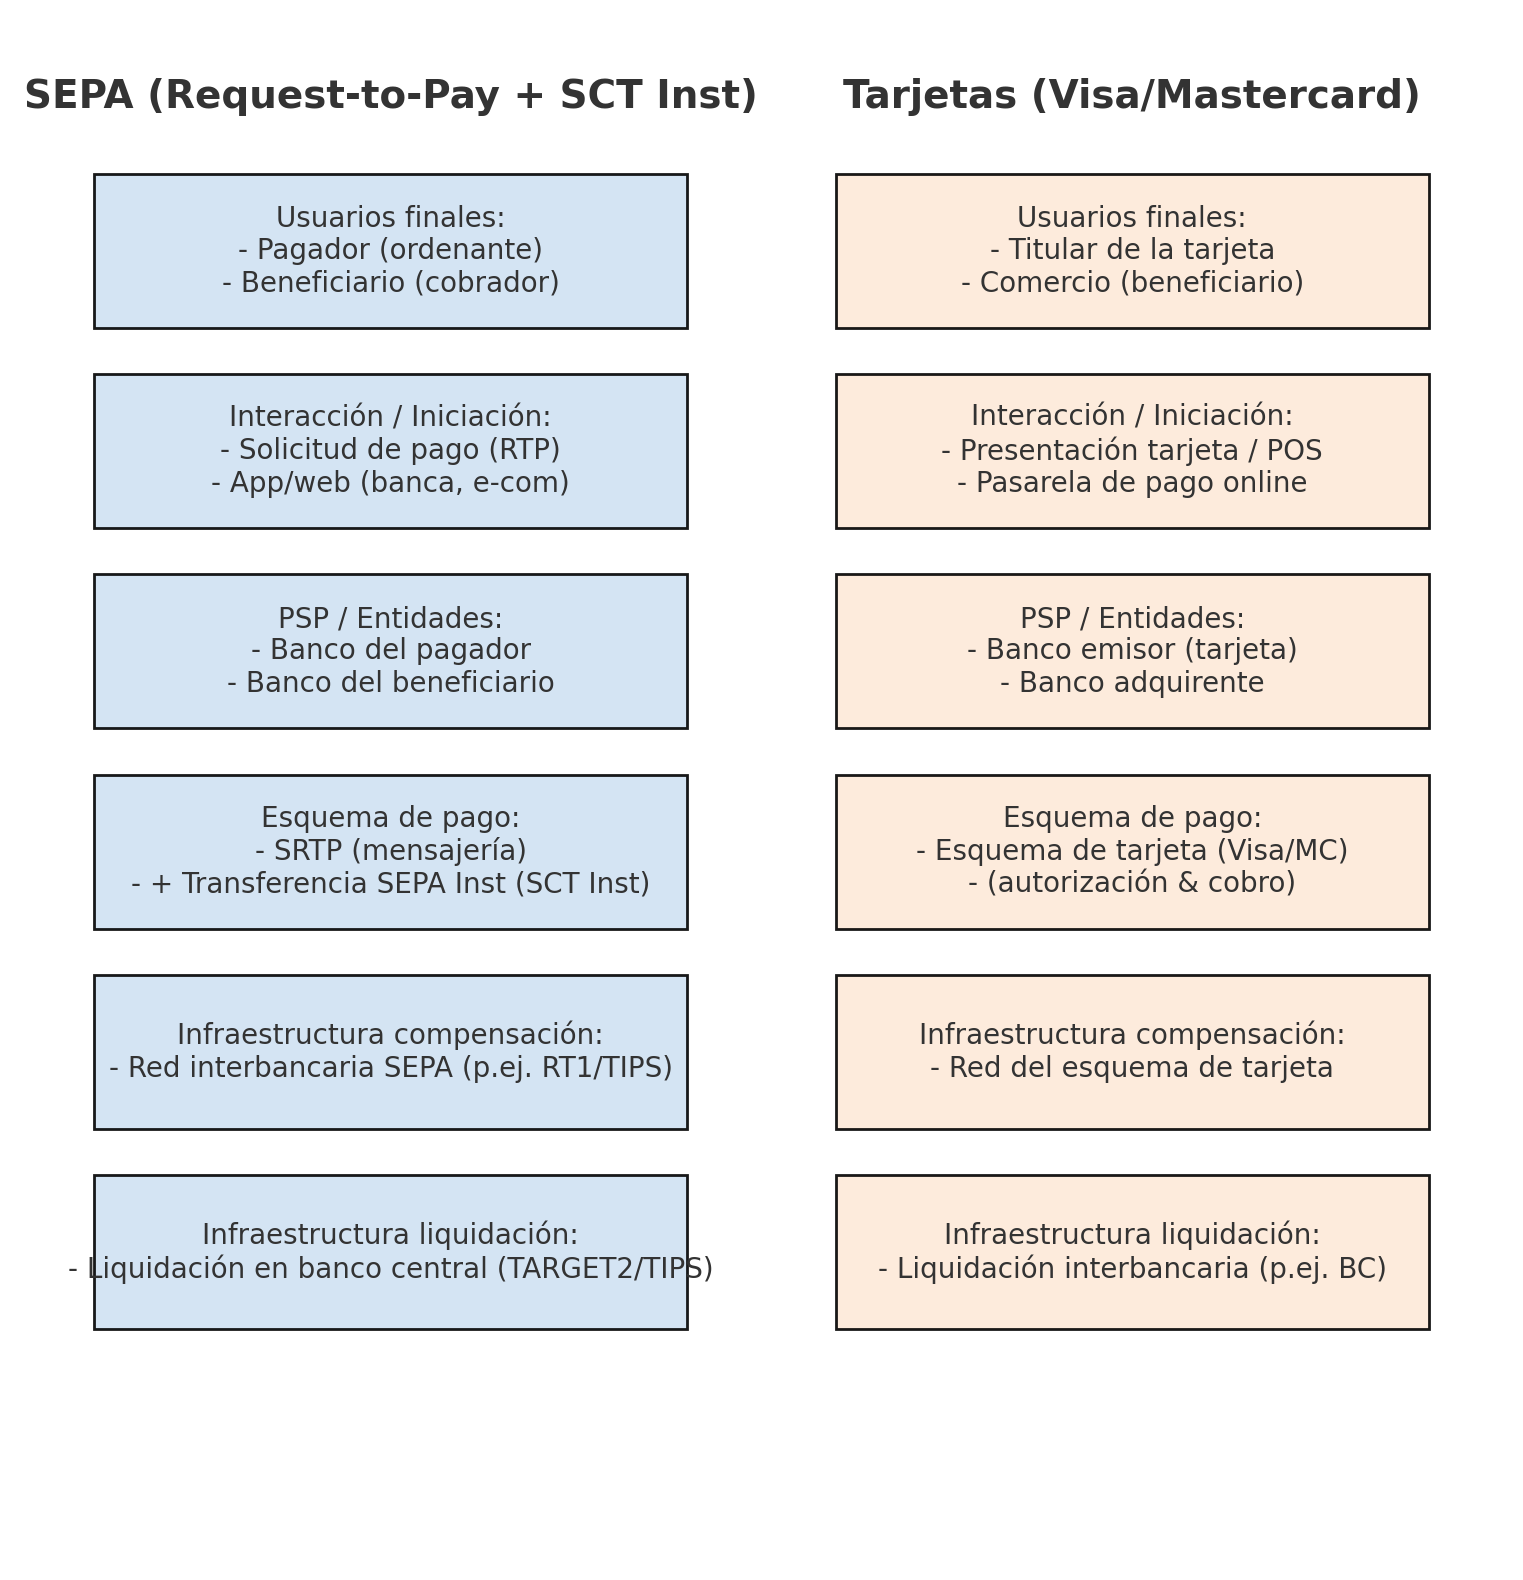 SEPA (Request-to-Pay + SCT Inst)
Usuarios finales:
- Pagador (ordenante)
- Beneficiario (cobrador)
Interacción / Iniciación:
- Solicitud de pago (RTP)
- App/web (banca, e-com)
PSP / Entidades:
- Banco del pagador
- Banco del beneficiario
Esquema de pago:
- SRTP (mensajería)
- + Transferencia SEPA Inst (SCT Inst)
Infraestructura compensación:
- Red interbancaria SEPA (p.ej. RT1/TIPS)
Infraestructura liquidación:
- Liquidación en banco central (TARGET2/TIPS)
Tarjetas (Visa/Mastercard)
Usuarios finales:
- Titular de la tarjeta
- Comercio (beneficiario)
Interacción / Iniciación:
- Presentación tarjeta / POS
- Pasarela de pago online
PSP / Entidades:
- Banco emisor (tarjeta)
- Banco adquirente
Esquema de pago:
- Esquema de tarjeta (Visa/MC)
- (autorización & cobro)
Infraestructura compensación:
- Red del esquema de tarjeta
Infraestructura liquidación:
- Liquidación interbancaria (p.ej. BC)